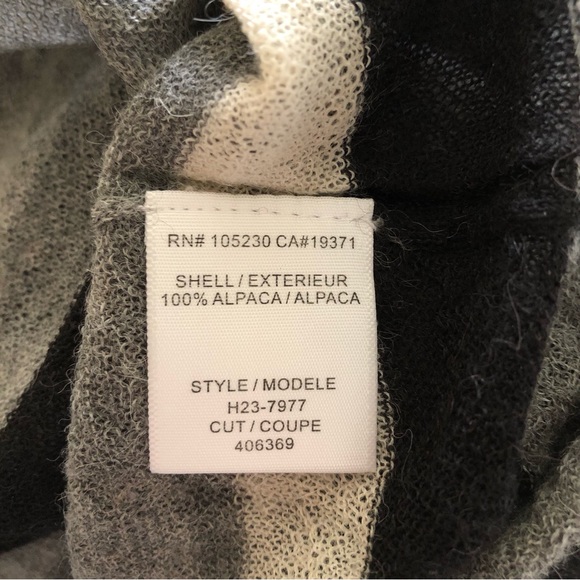 RN# 105230 CA#19371
SHELL / EXTERIEUR
100% ALPACA / ALPACA
STYLE / MODELE
H23-7977
CUT / COUPE
406369